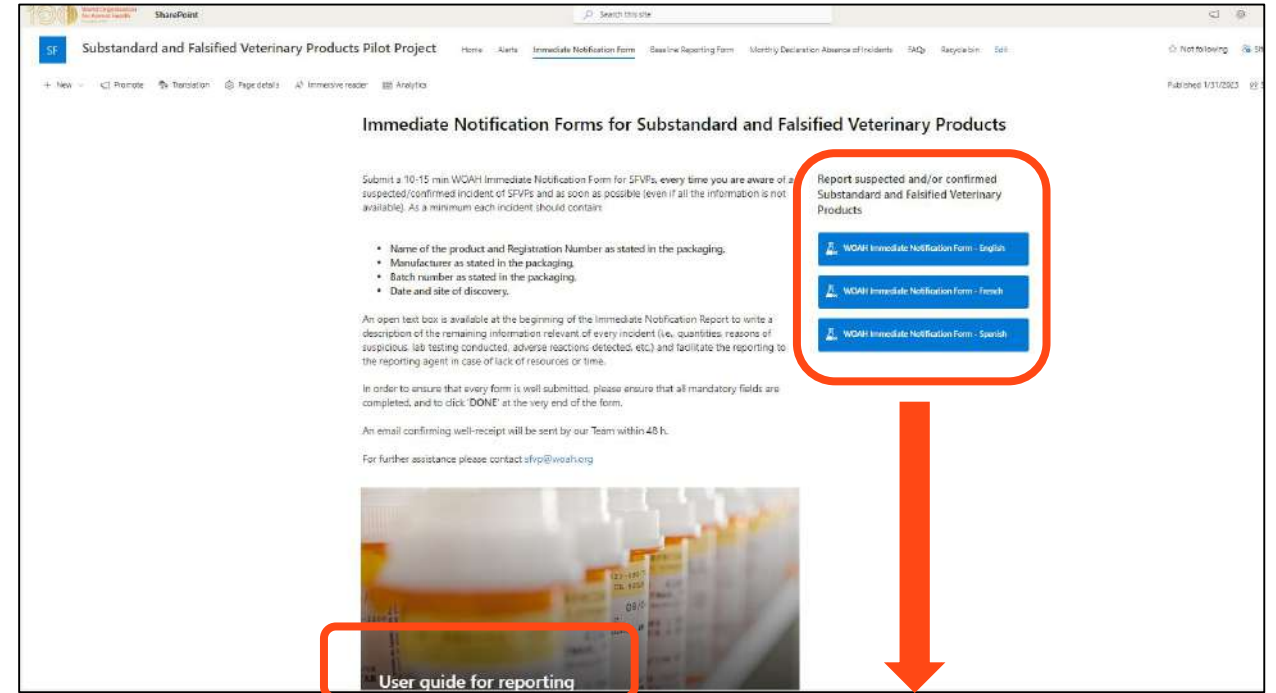 World Organisation
for Animal Health
SharePoint
Search this site
SF
Substandard and Falsified Veterinary Products Pilot Project
Home Alerts Immediate Notification Form Baseline Reporting Form Monthly Declaration Absence of Incidents FAQs Recycle bin Edit
Not following
+ New Promote Translation Page details Immersive reader Analytics
Published 1/31/2023
Immediate Notification Forms for Substandard and Falsified Veterinary Products
Submit a 10-15 min WOAH Immediate Notification Form for SFVPs, every time you are aware of a
suspected/confirmed incident of SFVPs and as soon as possible (even if all the information is not
available). As a minimum each incident should contain:
• Name of the product and Registration Number as stated in the packaging,
• Manufacturer as stated in the packaging,
• Batch number as stated in the packaging,
• Date and site of discovery.
An open text box is available at the beginning of the Immediate Notification Report to write a
description of the remaining information relevant of every incident (i.e., quantities, reasons of
suspicious, lab testing conducted, adverse reactions detected, etc.) and facilitate the reporting to
the reporting agent in case of lack of resources or time.
In order to ensure that every form is well submitted, please ensure that all mandatory fields are
completed, and to click 'DONE' at the very end of the form.
An email confirming well-receipt will be sent by our Team within 48 h.
For further assistance please contact sfvp@woah.org
Report suspected and/or confirmed
Substandard and Falsified Veterinary
Products
WOAH Immediate Notification Form - English
WOAH Immediate Notification Form - French
WOAH Immediate Notification Form - Spanish
User guide for reporting